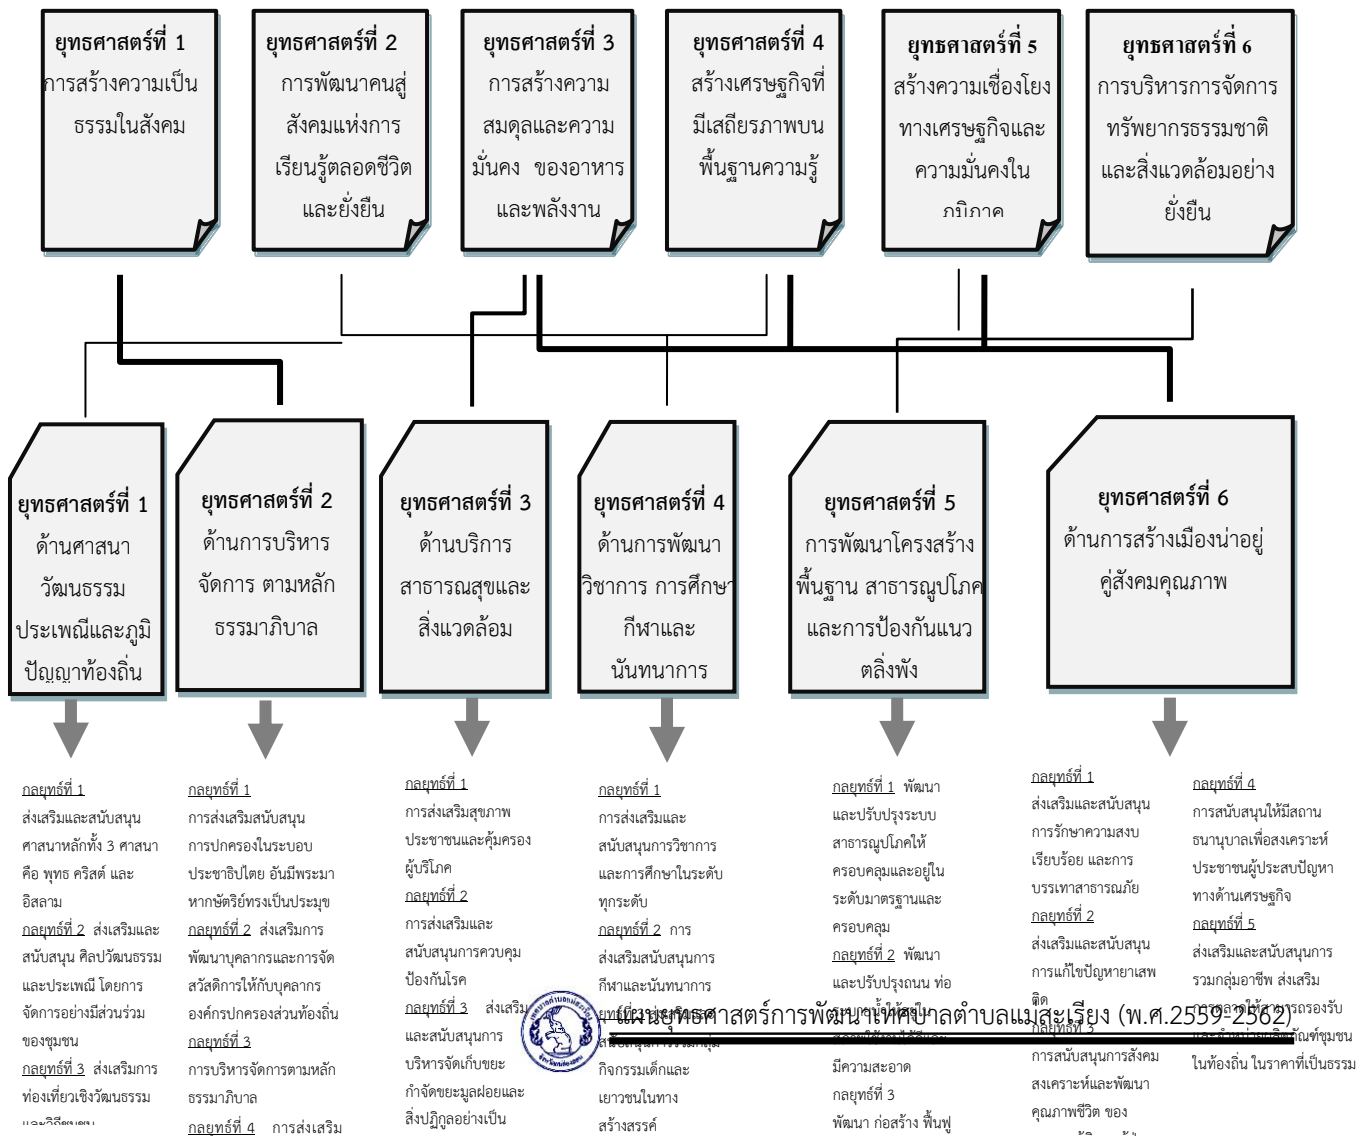 ยุทธศาสตร์ที่ 1
การสร้างความเป็น
ธรรมในสังคม
ยุทธศาสตร์ที่ 2
การพัฒนาคนสู่
สังคมแห่งการ
เรียนรู้ตลอดชีวิต
และยั่งยืน
ยุทธศาสตร์ที่ 3
การสร้างความ
สมดุลและความ
มั่นคง ของอาหาร
และพลังงาน
ยุทธศาสตร์ที่ 4
สร้างเศรษฐกิจที่
มีเสถียรภาพบน
พื้นฐานความรู้
ยุทธศาสตร์ที่ 5
สร้างความเชื่องโยง
ทางเศรษฐกิจและ
ความมั่นคงใน
ภูมิภาค
ยุทธศาสตร์ที่ 6
การบริหารการจัดการ
ทรัพยากรธรรมชาติ
และสิ่งแวดล้อมอย่าง
ยั่งยืน
ยุทธศาสตร์ที่ 1
ด้านศาสนา
วัฒนธรรม
ประเพณีและภูมิ
ปัญญาท้องถิ่น
ยุทธศาสตร์ที่ 2
ด้านการบริหาร
จัดการ ตามหลัก
ธรรมาภิบาล
ยุทธศาสตร์ที่ 3
ด้านบริการ
สาธารณสุขและ
สิ่งแวดล้อม
ยุทธศาสตร์ที่ 4
ด้านการพัฒนา
วิชาการ การศึกษา
กีฬาและ
นันทนาการ
ยุทธศาสตร์ที่ 5
การพัฒนาโครงสร้าง
พื้นฐาน สาธารณูปโภค
และการป้องกันแนว
ตลิ่งพัง
ยุทธศาสตร์ที่ 6
ด้านการสร้างเมืองน่าอยู่
คู่สังคมคุณภาพ
กลยุทธ์ที่ 1
ส่งเสริมและสนับสนุน
ศาสนาหลักทั้ง 3 ศาสนา
คือ พุทธ คริสต์ และ
อิสลาม
กลยุทธ์ที่ 2 ส่งเสริมและ
สนับสนุน ศิลปวัฒนธรรม
และประเพณี โดยการ
จัดการอย่างมีส่วนร่วม
ของชุมชน
กลยุทธ์ที่ 3 ส่งเสริมการ
ท่องเที่ยวเชิงวัฒนธรรม
และวิถีชุมชน
กลยุทธ์ที่ 1
การส่งเสริมสนับสนุน
การปกครองในระบอบ
ประชาธิปไตย อันมีพระมา
หากษัตริย์ทรงเป็นประมุข
กลยุทธ์ที่ 2 ส่งเสริมการ
พัฒนาบุคลากรและการจัด
สวัสดิการให้กับบุคลากร
องค์กรปกครองส่วนท้องถิ่น
กลยุทธ์ที่ 3
การบริหารจัดการตามหลัก
ธรรมาภิบาล
กลยุทธ์ที่ 4 การส่งเสริม
กลยุทธ์ที่ 1
การส่งเสริมสุขภาพ
ประชาชนและคุ้มครอง
ผู้บริโภค
กลยุทธ์ที่ 2
การส่งเสริมและ
สนับสนุนการควบคุม
ป้องกันโรค
กลยุทธ์ที่ 3 ส่งเสริม
และสนับสนุนการ
บริหารจัดเก็บขยะ
กำจัดขยะมูลฝอยและ
สิ่งปฏิกูลอย่างเป็น
กลยุทธ์ที่ 1
การส่งเสริมและ
สนับสนุนการวิชาการ
และการศึกษาในระดับ
ทุกระดับ
กลยุทธ์ที่ 2 การ
ส่งเสริมสนับสนุนการ
กีฬาและนันทนาการ
กิจกรรมเด็กและ
เยาวชนในทาง
สร้างสรรค์
กลยุทธ์ที่ 1 พัฒนา
และปรับปรุงระบบ
สาธารณูปโภคให้
ครอบคลุมและอยู่ใน
ระดับมาตรฐานและ
ครอบคลุม
กลยุทธ์ที่ 2 พัฒนา
และปรับปรุงถนน ท่อ
มีความสะอาด
กลยุทธ์ที่ 3
พัฒนา ก่อสร้าง ฟื้นฟู
กลยุทธ์ที่ 1
ส่งเสริมและสนับสนุน
การรักษาความสงบ
เรียบร้อย และการ
บรรเทาสาธารณภัย
กลยุทธ์ที่ 2
ส่งเสริมและสนับสนุน
การแก้ไขปัญหายาเสพ
ติด
กลยุทธ์ที่ 3
การสนับสนุนการสังคม
สงเคราะห์และพัฒนา
คุณภาพชีวิต ของ
กลยุทธ์ที่ 4
การสนับสนุนให้มีสถาน
ธนานุบาลเพื่อสงเคราะห์
ประชาชนผู้ประสบปัญหา
ทางด้านเศรษฐกิจ
กลยุทธ์ที่ 5
ส่งเสริมและสนับสนุนการ
รวมกลุ่มอาชีพ ส่งเสริม
การตลาดให้สามารถรองรับ
ในท้องถิ่น ในราคาที่เป็นธรรม
แผนยุทธศาสตร์การพัฒนาเทศบาลตำบลแม่สะเรียง (พ.ศ.2559-2562)